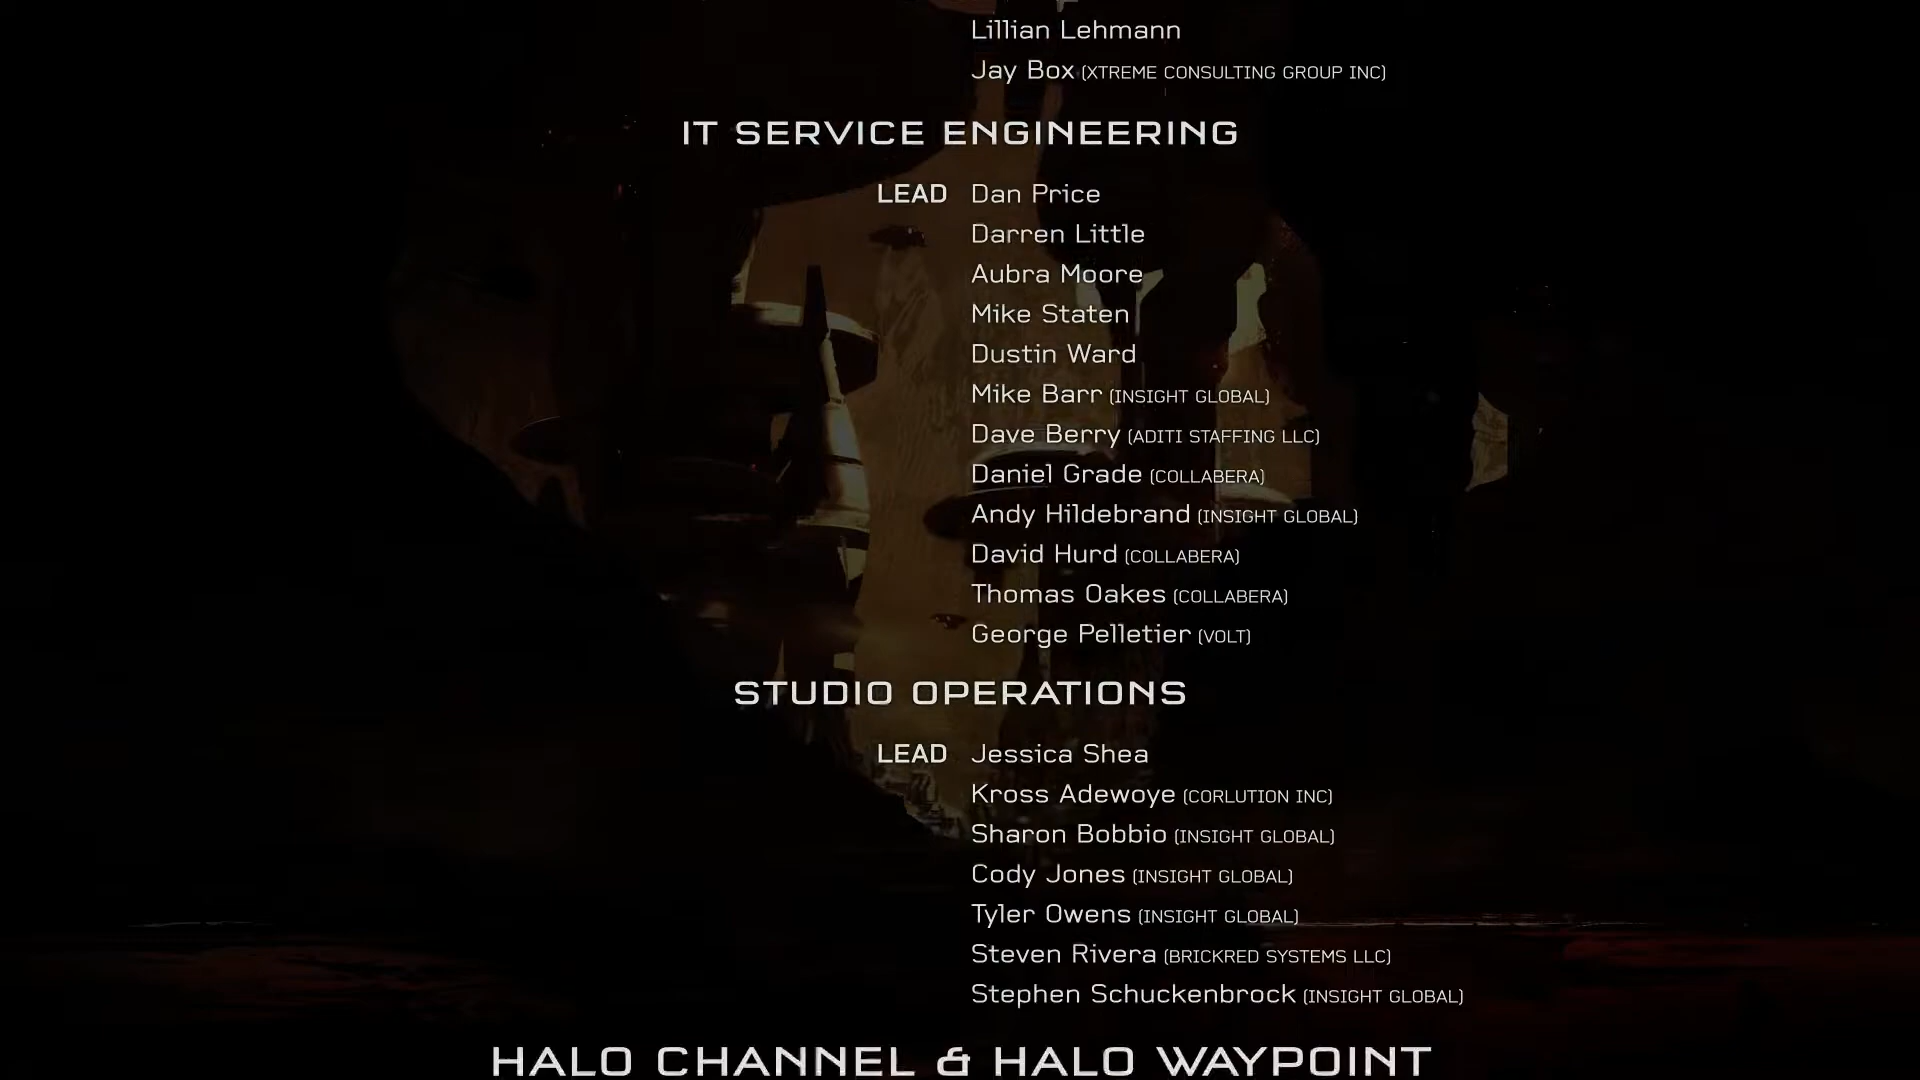 Lillian Lehmann
Jay Box (XTREME CONSULTING GROUP INC)
IT SERVICE ENGINEERING
LEAD Dan Price
Darren Little
Aubra Moore
Mike Staten
Dustin Ward
Mike Barr (INSIGHT GLOBAL)
Dave Berry (ADITI STAFFING LLC)
Daniel Grade (COLLABERA)
Andy Hildebrand (INSIGHT GLOBAL)
David Hurd (COLLABERA)
Thomas Oakes (COLLABERA)
George Pelletier (VOLT)
STUDIO OPERATIONS
LEAD Jessica Shea
Kross Adewoye (CORLUTION INC)
Sharon Bobbio (INSIGHT GLOBAL)
Cody Jones (INSIGHT GLOBAL)
Tyler Owens (INSIGHT GLOBAL)
Steven Rivera (BRICKRED SYSTEMS LLC)
Stephen Schuckenbrock (INSIGHT GLOBAL)
HALO CHANNEL & HALO WAYPOINT